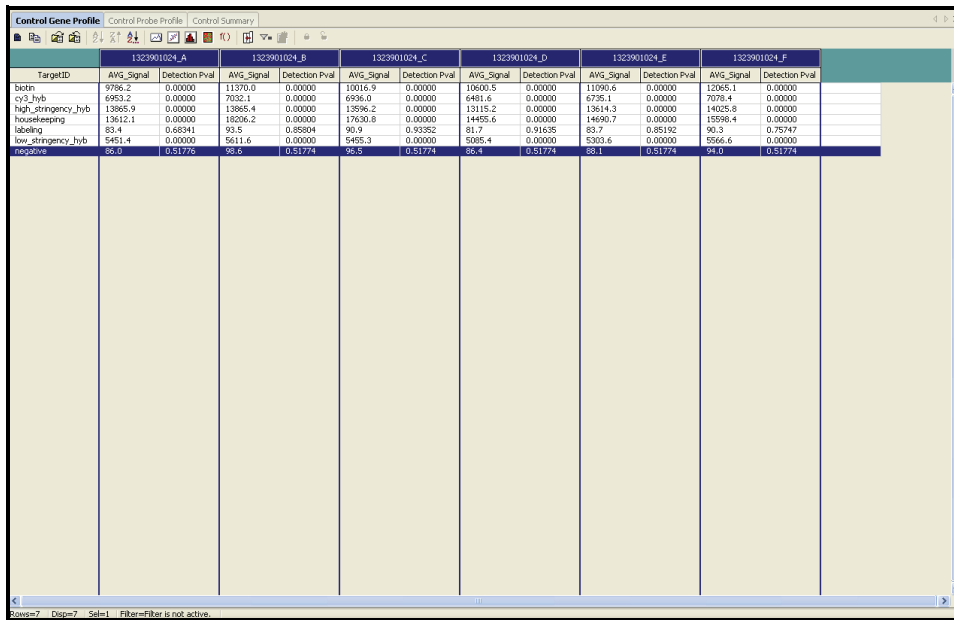 Control Gene Profile Control Probe Profile Control Summary
1323901024_A 1323901024_B 1323901024_C 1323901024_D 1323901024_E 1323901024_F
TargetID AVG_Signal Detection Pval AVG_Signal Detection Pval AVG_Signal Detection Pval AVG_Signal Detection Pval AVG_Signal Detection Pval AVG_Signal Detection Pval
biotin 9786.2 0.00000 11370.0 0.00000 10016.9 0.00000 10600.5 0.00000 11090.6 0.00000 12065.1 0.00000
cy3_hyb 6953.2 0.00000 7032.1 0.00000 6936.0 0.00000 6481.6 0.00000 6735.1 0.00000 7078.4 0.00000
high_stringency_hyb 13865.9 0.00000 13865.4 0.00000 13596.2 0.00000 13115.2 0.00000 13614.3 0.00000 14025.8 0.00000
housekeeping 13612.1 0.00000 18206.2 0.00000 17630.8 0.00000 14455.6 0.00000 14690.7 0.00000 15598.4 0.00000
labeling 83.4 0.68341 93.5 0.85804 90.9 0.93352 81.7 0.91635 83.7 0.85192 90.3 0.75747
low_stringency_hyb 5451.4 0.00000 5611.6 0.00000 5455.3 0.00000 5085.4 0.00000 5303.6 0.00000 5566.6 0.00000
negative 86.0 0.51776 98.6 0.51774 96.5 0.51774 86.4 0.51774 88.1 0.51774 94.0 0.51774
Rows=7 Disp=7 Sel=1 Filter=Filter is not active.